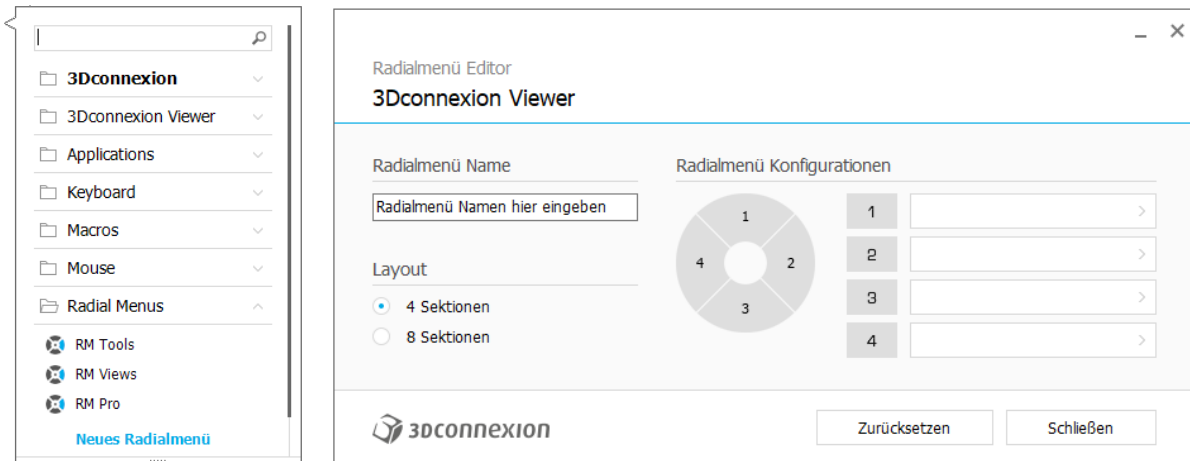 3Dconnexion
3Dconnexion Viewer
Applications
Keyboard
Macros
Mouse
Radial Menus
RM Tools
RM Views
RM Pro
Neues Radialmenü
Radialmenü Editor
3Dconnexion Viewer
Radialmenü Name
Radialmenü Namen hier eingeben
Layout
4 Sektionen
8 Sektionen
Radialmenü Konfigurationen
1
4 2
3
1
2
3
4
3Dconnexion
Zurücksetzen
Schließen